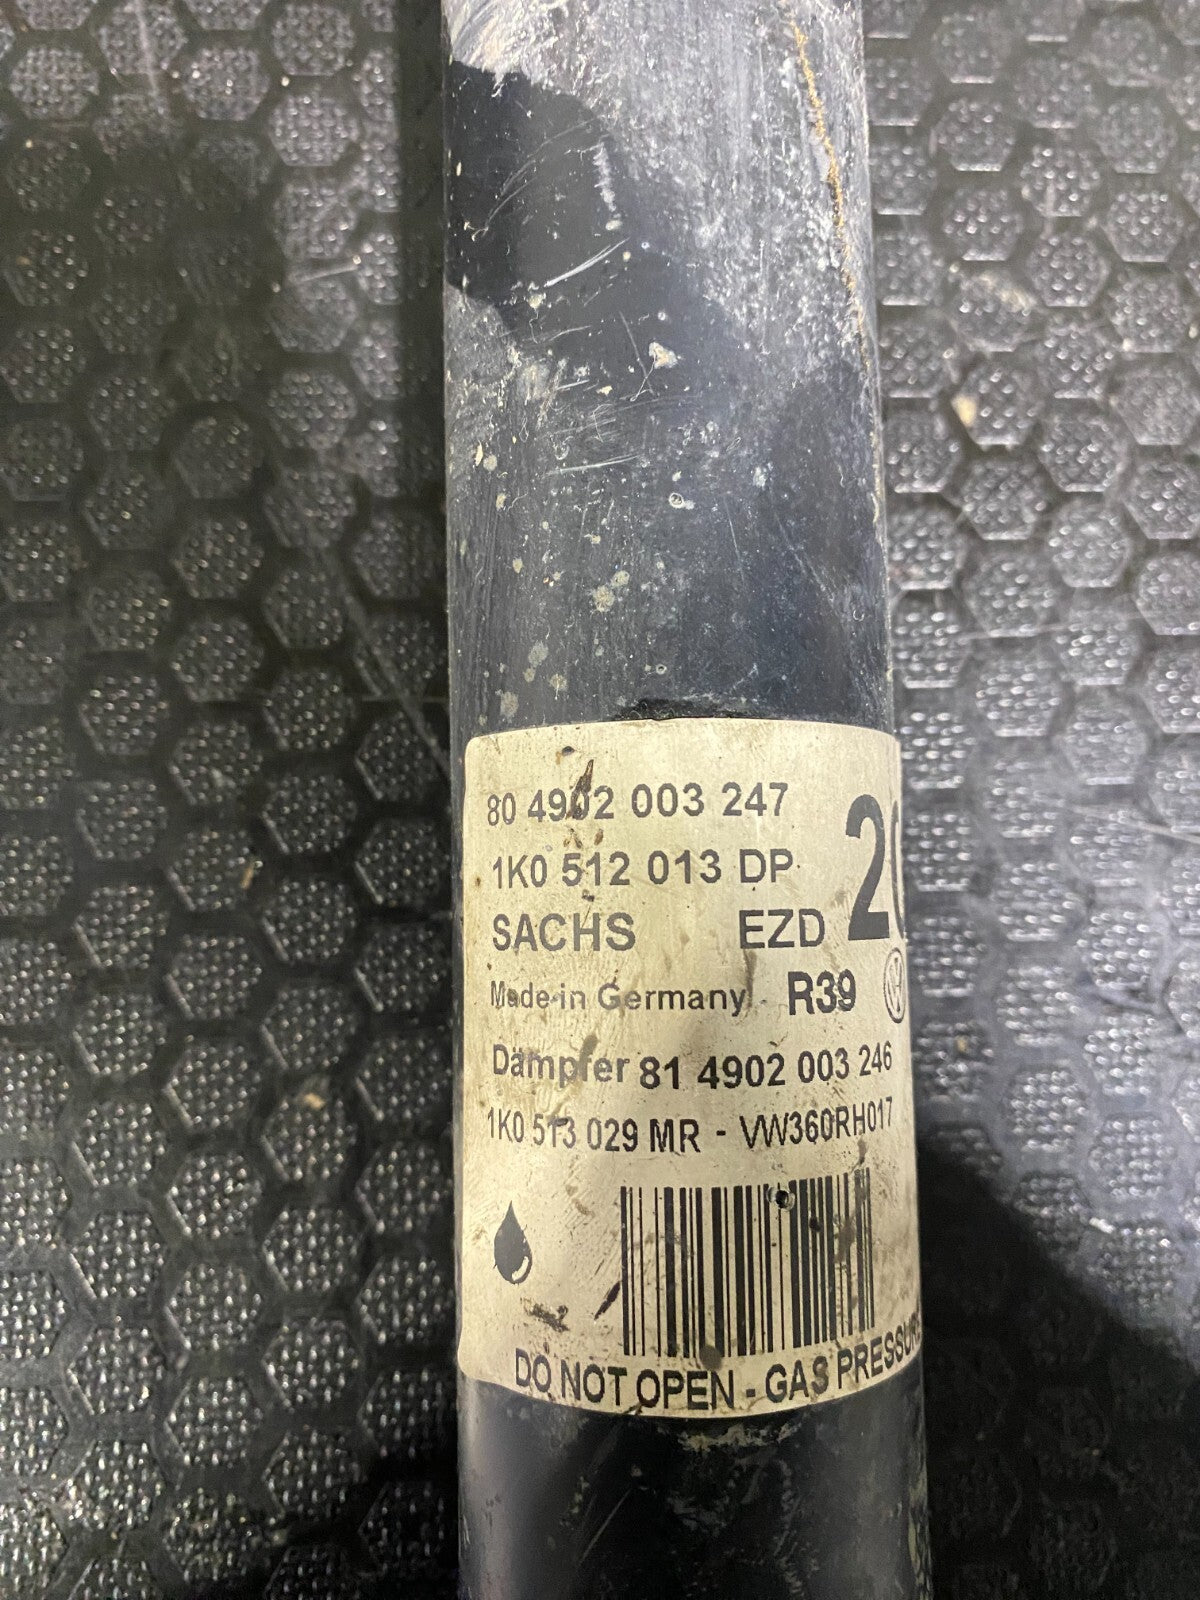 80 4902 003 247
1K0 512 013 DP
SACHS EZD
Made in Germany R39
Dämpfer 81 4902 003 246
1K0 513 029 MR - VW360RH017
DO NOT OPEN - GAS PRESSURE